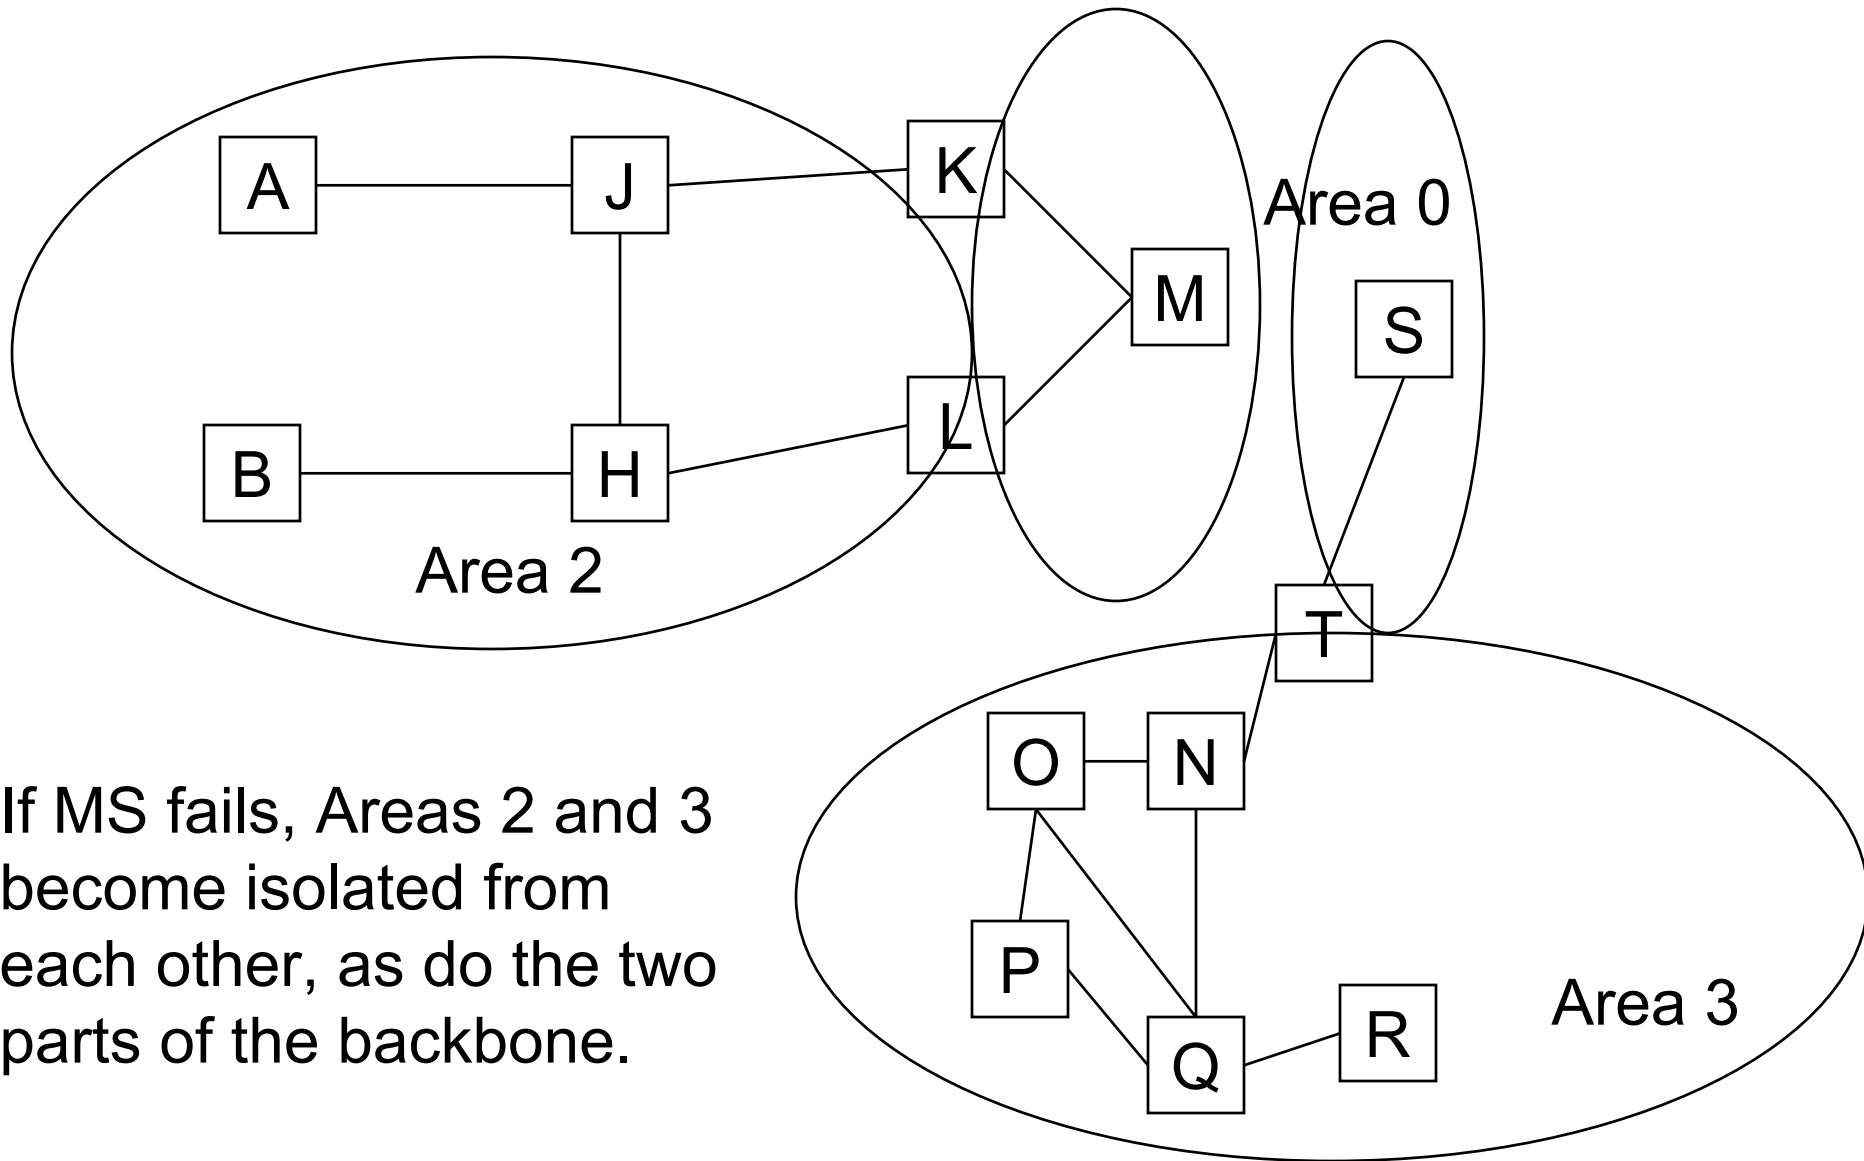 A
J
K
M
Area 0
S
B
H
L
Area 2
T
O
N
P
Q
R
Area 3
If MS fails, Areas 2 and 3
become isolated from
each other, as do the two
parts of the backbone.